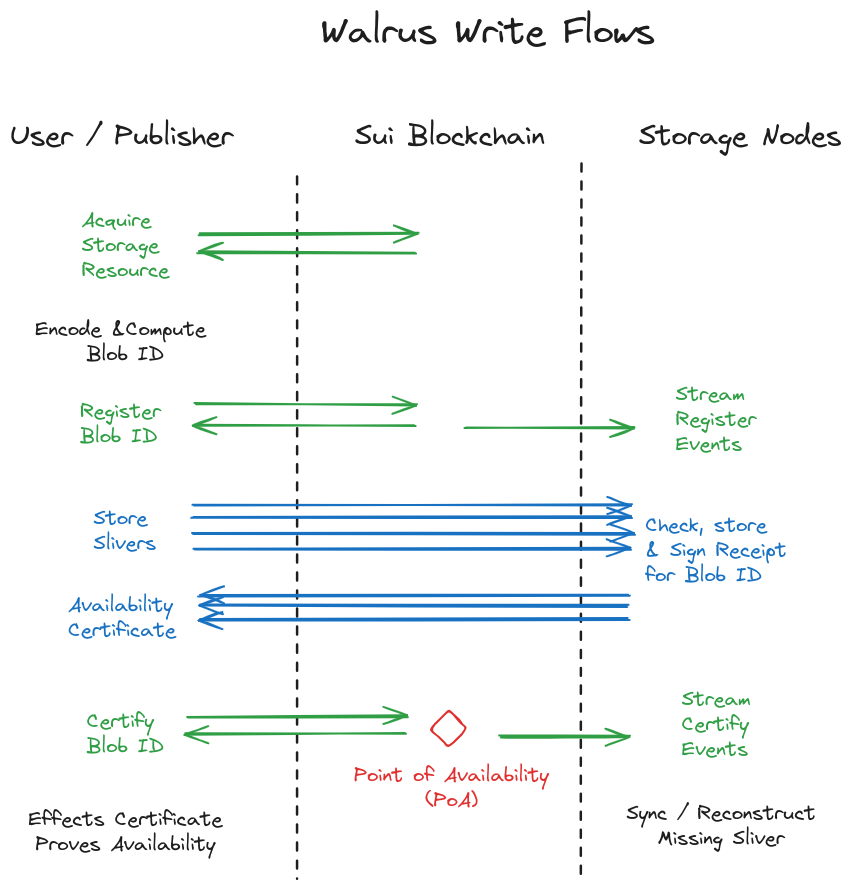 Walrus Write Flows
User / Publisher
Sui Blockchain
Storage Nodes
Acquire
Storage
Resource
Encode &Compute
Blob ID
Register
Blob ID
Stream
Register
Events
Store
Slivers
Check, store
& Sign Receipt
for Blob ID
Availability
Certificate
Certify
Blob ID
Stream
Certify
Events
Point of Availability
(PoA)
Effects Certificate
Proves Availability
Sync / Reconstruct
Missing Sliver